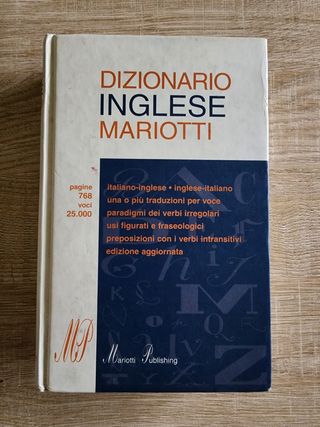 DIZIONARIO
INGLESE
MARIOTTI
pagine
768
voci
25.000
italiano-inglese • inglese-italiano
una o più traduzioni per voce
paradigmi dei verbi irregolari
usi figurati e fraseologici
preposizioni con i verbi intransitivi
edizione aggiornata
MP
Mariotti Publishing